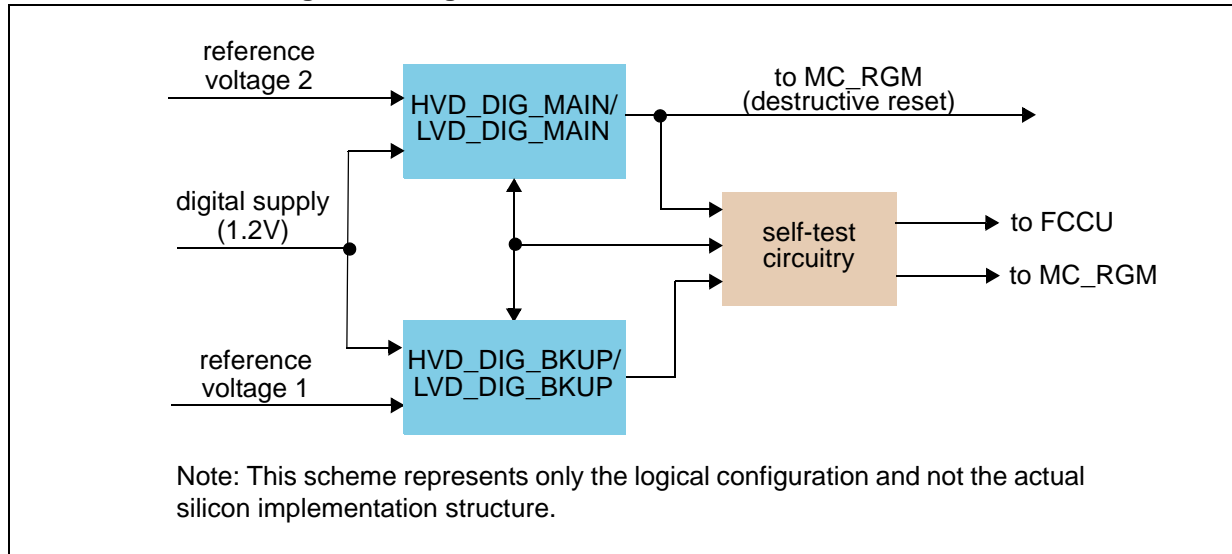 reference
voltage 2
HVD_DIG_MAIN/
LVD_DIG_MAIN
to MC_RGM
(destructive reset)
digital supply
(1.2V)
self-test
circuitry
to FCCU
to MC_RGM
reference
voltage 1
HVD_DIG_BKUP/
LVD_DIG_BKUP
Note: This scheme represents only the logical configuration and not the actual
silicon implementation structure.